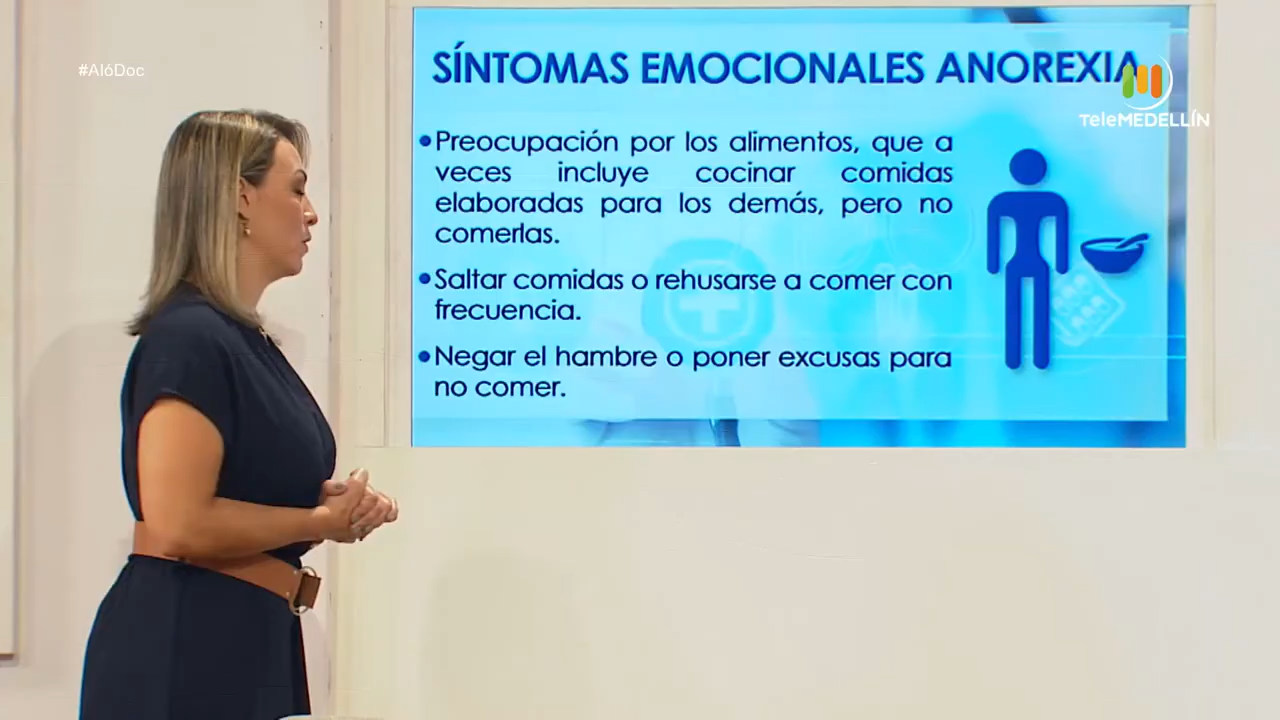 #AlóDoc
SÍNTOMAS EMOCIONALES ANOREXIA
TeleMEDELLÍN
•Preocupación por los alimentos, que a
veces incluye cocinar comidas
elaboradas para los demás, pero no
comerlas.
•Saltar comidas o rehusarse a comer con
frecuencia.
•Negar el hambre o poner excusas para
no comer.